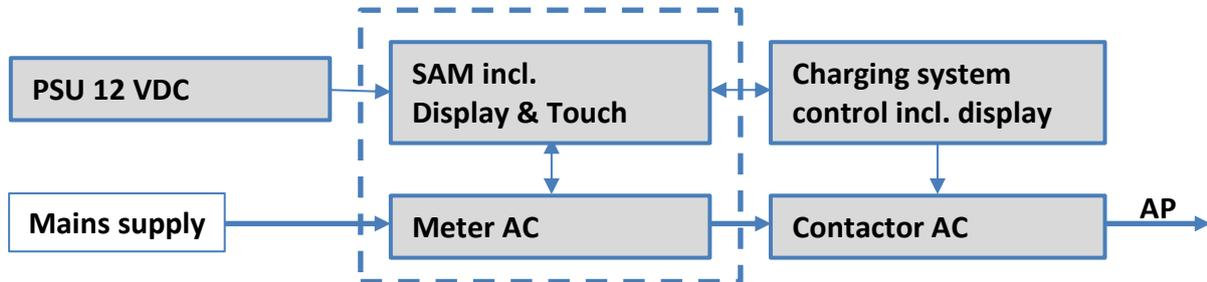 PSU 12 VDC
SAM incl.
Display & Touch
Charging system
control incl. display
Mains supply
Meter AC
Contactor AC
AP